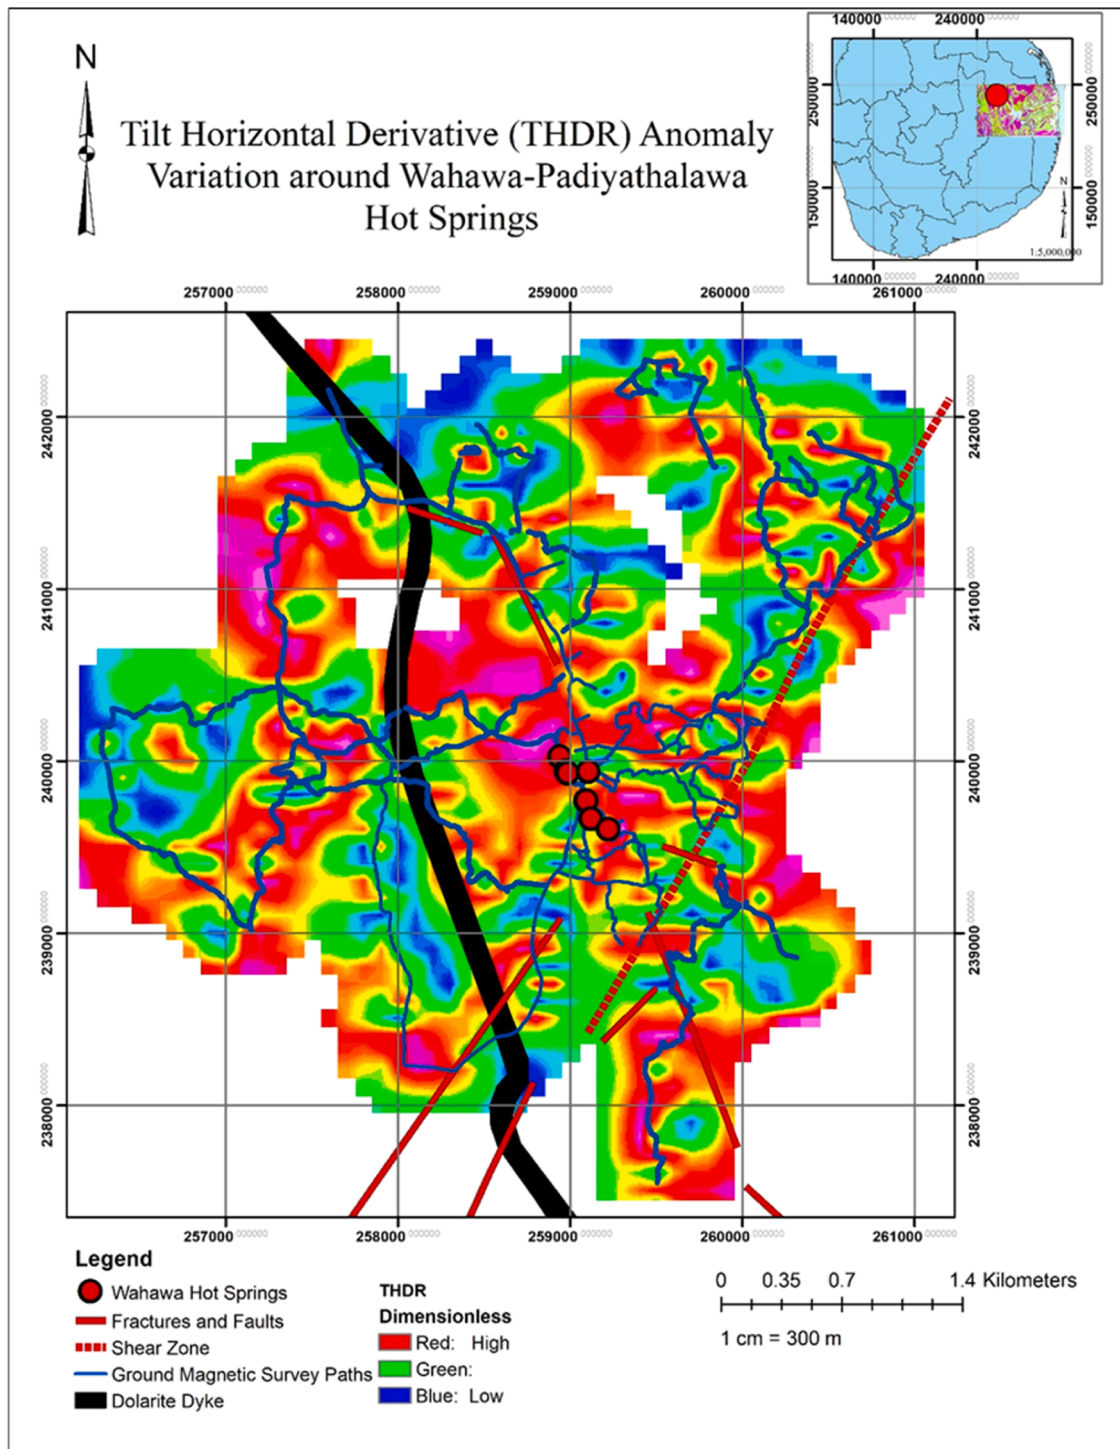 140000 240000
250000 250000
150000 150000
N
1:5,000,000
140000 240000
N
Tilt Horizontal Derivative (THDR) Anomaly
Variation around Wahawa-Padiyathalawa
Hot Springs
257000 258000 259000 260000 261000
242000 242000
241000 241000
240000 240000
239000 239000
238000 238000
257000 258000 259000 260000 261000
Legend
Wahawa Hot Springs
Fractures and Faults
Shear Zone
Ground Magnetic Survey Paths
Dolarite Dyke
THDR
Dimensionless
Red: High
Green:
Blue: Low
0 0.35 0.7 1.4 Kilometers
1 cm = 300 m